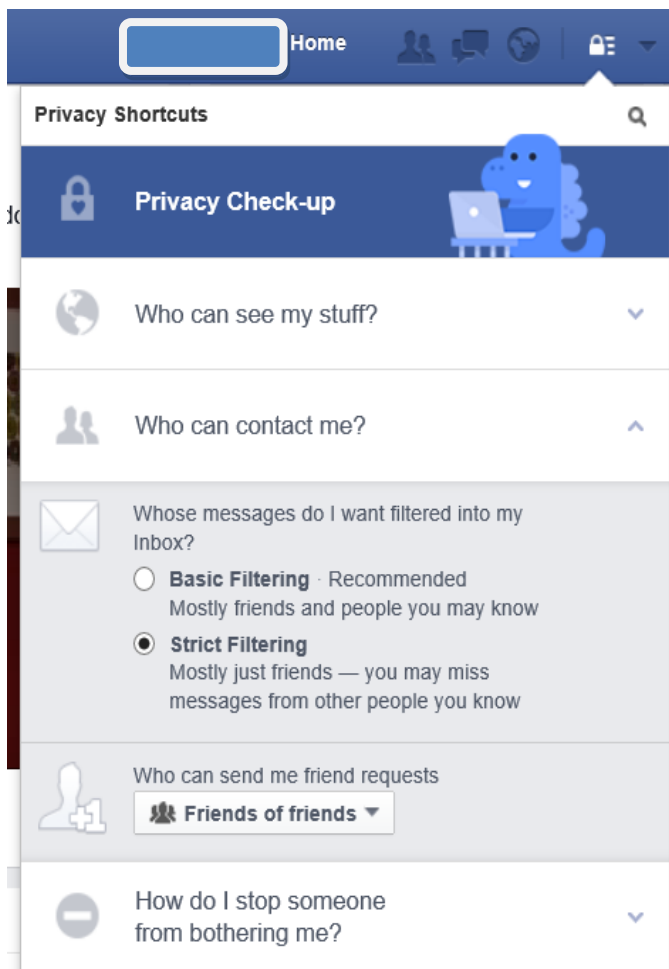 Home
Privacy Shortcuts
Privacy Check-up
Who can see my stuff?
Who can contact me?
Whose messages do I want filtered into my
Inbox?
Basic Filtering · Recommended
Mostly friends and people you may know
Strict Filtering
Mostly just friends — you may miss
messages from other people you know
Who can send me friend requests
+1
Friends of friends
How do I stop someone
from bothering me?